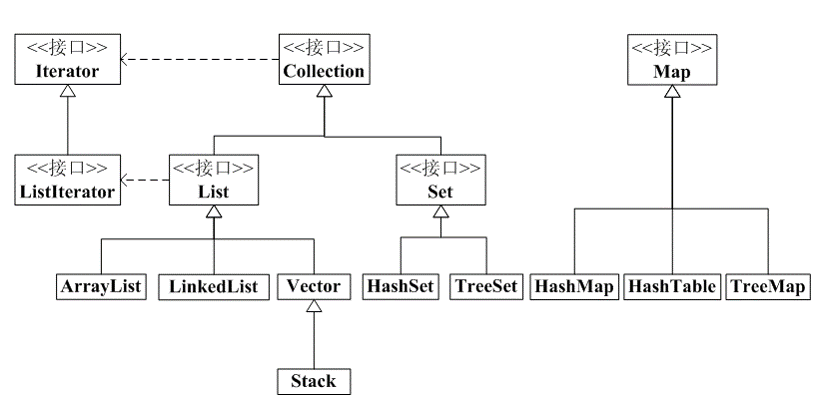 <<接口>>
Iterator
<<接口>>
Collection
<<接口>>
Map
<<接口>>
ListIterator
<<接口>>
List
<<接口>>
Set
ArrayList
LinkedList
Vector
HashSet
TreeSet
HashMap
HashTable
TreeMap
Stack